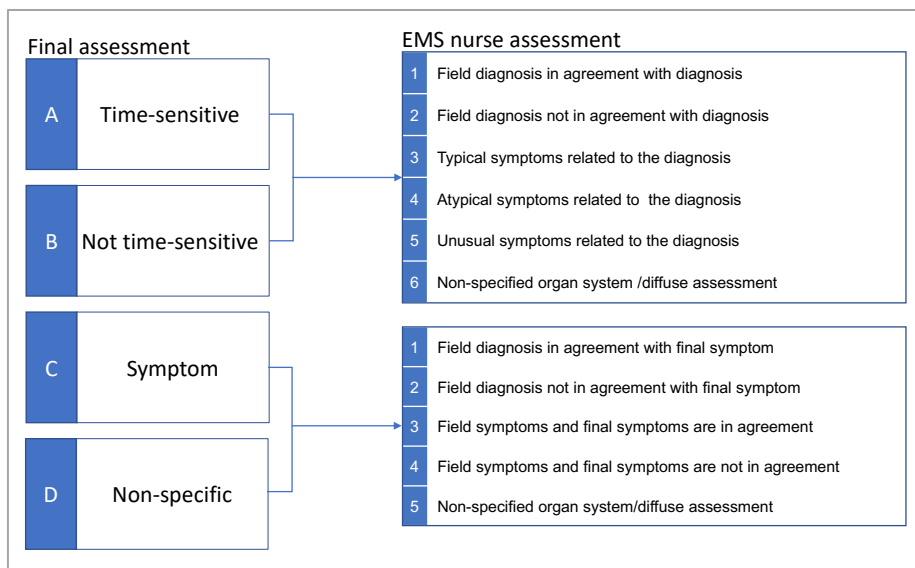 Final assessment
A Time-sensitive
B Not time-sensitive
C Symptom
D Non-specific
EMS nurse assessment
1 Field diagnosis in agreement with diagnosis
2 Field diagnosis not in agreement with diagnosis
3 Typical symptoms related to the diagnosis
4 Atypical symptoms related to the diagnosis
5 Unusual symptoms related to the diagnosis
6 Non-specified organ system /diffuse assessment
1 Field diagnosis in agreement with final symptom
2 Field diagnosis not in agreement with final symptom
3 Field symptoms and final symptoms are in agreement
4 Field symptoms and final symptoms are not in agreement
5 Non-specified organ system/diffuse assessment